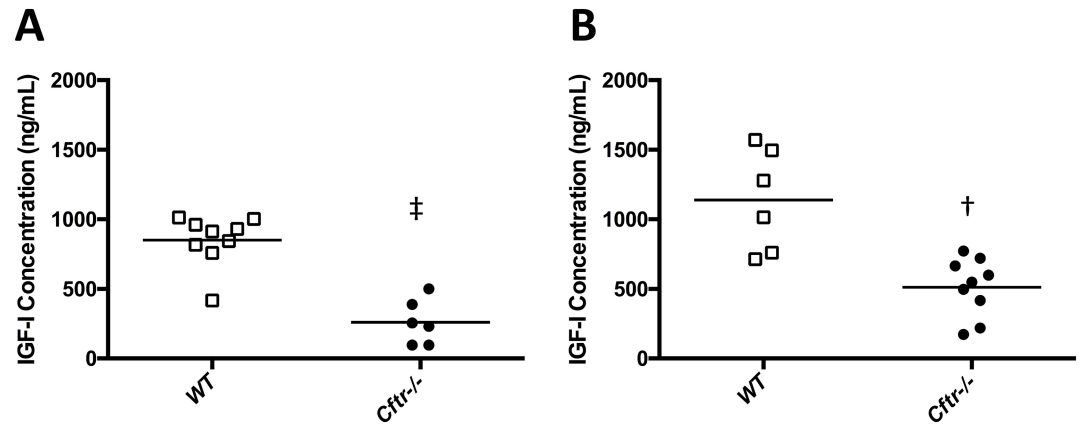 A
IGF-I Concentration (ng/mL)
2000
1500
1000
500
0
‡
WT
Cftr-/-
B
IGF-I Concentration (ng/mL)
2000
1500
1000
500
0
†
WT
Cftr-/-